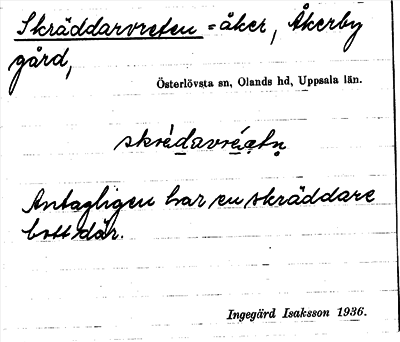 Skräddarvreten = åker, Åkerby
gård,
Österlövsta sn, Olands hd, Uppsala län.
skrèdavréatn
Antagligen har en skräddare
bott där.
Ingegärd Isaksson 1936.